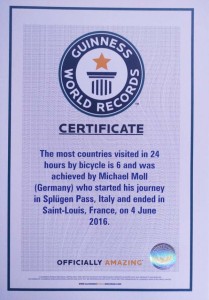 GUINNESS
WORLD RECORDS
CERTIFICATE
The most countries visited in 24
hours by bicycle is 6 and was
achieved by Michael Moll
(Germany) who started his journey
in Splügen Pass, Italy and ended in
Saint-Louis, France, on 4 June
2016.
OFFICIALLY AMAZING